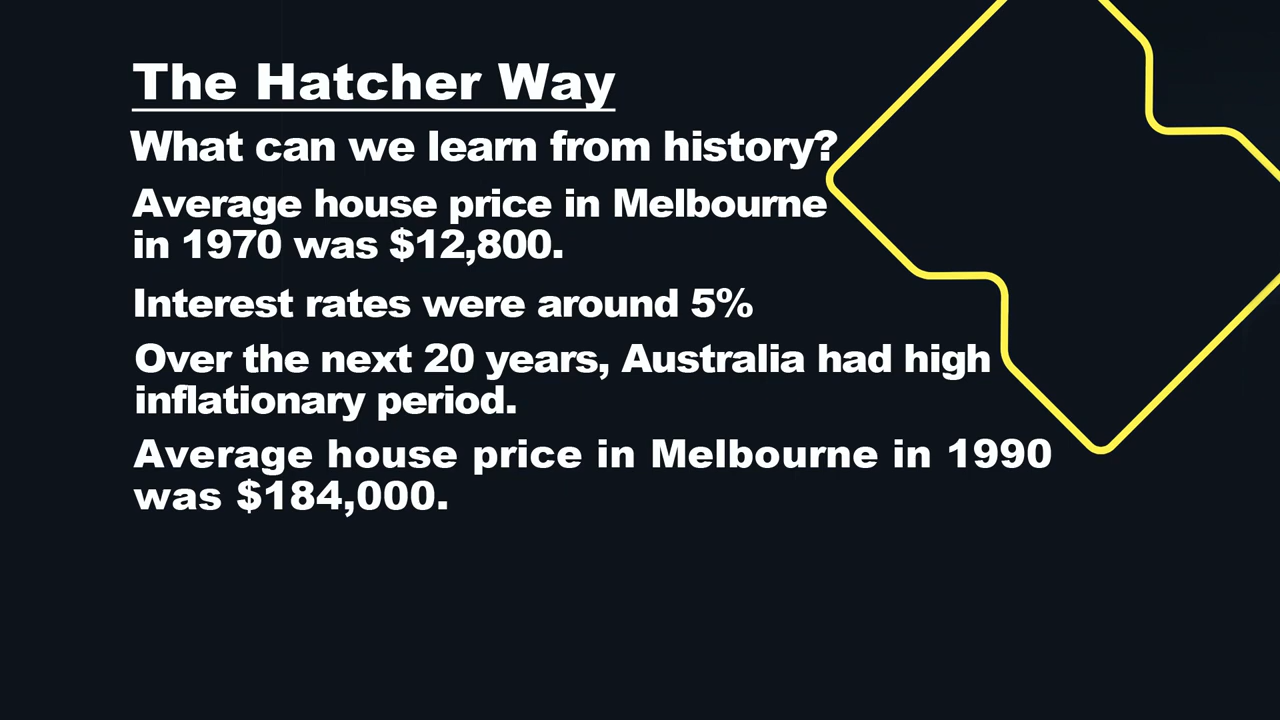 The Hatcher Way
What can we learn from history?
Average house price in Melbourne
in 1970 was $12,800.
Interest rates were around 5%
Over the next 20 years, Australia had high
inflationary period.
Average house price in Melbourne in 1990
was $184,000.